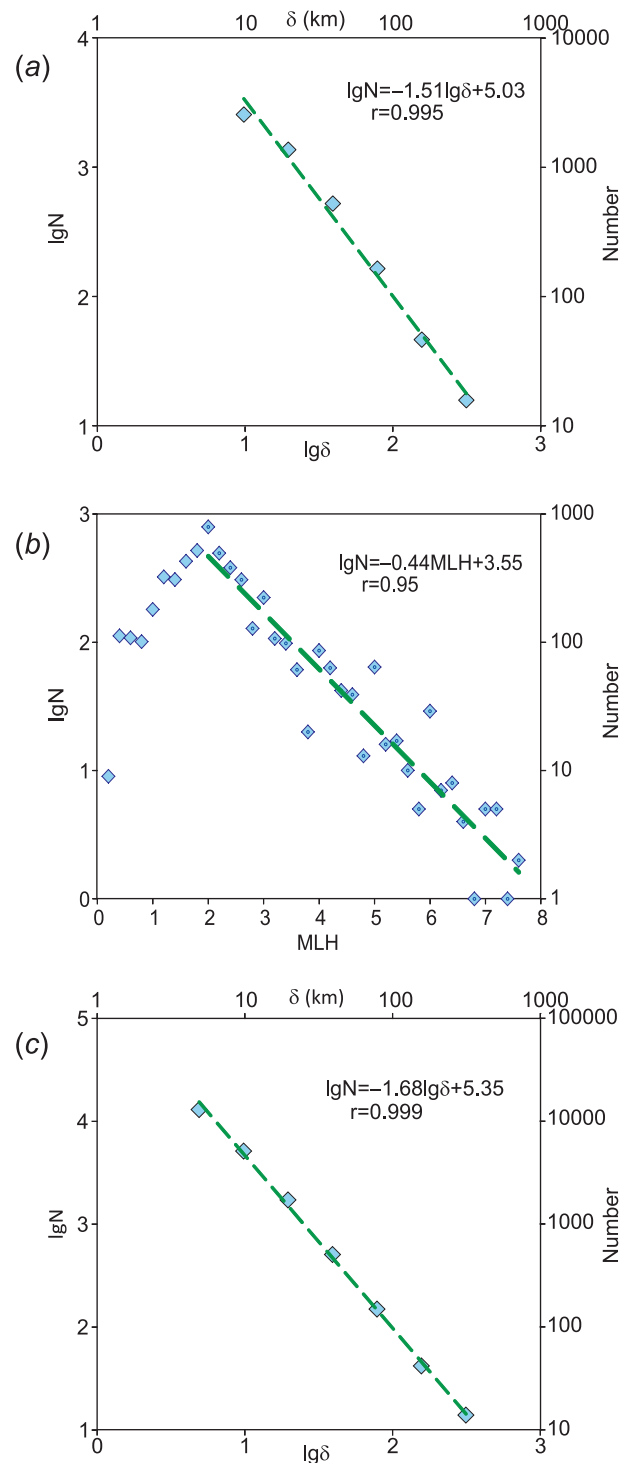 δ (km)
1 10 100 1000
(a)
4 10000
lgN=−1.51lgδ+5.03
r=0.995
3 1000
lgN
Number
2 100
1 10
0 1 2 3
lgδ
(b)
3 1000
lgN=−0.44MLH+3.55
r=0.95
2 100
lgN
Number
1 10
0 1
0 1 2 3 4 5 6 7 8
MLH
δ (km)
1 10 100 1000
(c)
5 100000
lgN=−1.68lgδ+5.35
r=0.999
4 10000
lgN
3 1000
Number
2 100
1 10
0 1 2 3
lgδ